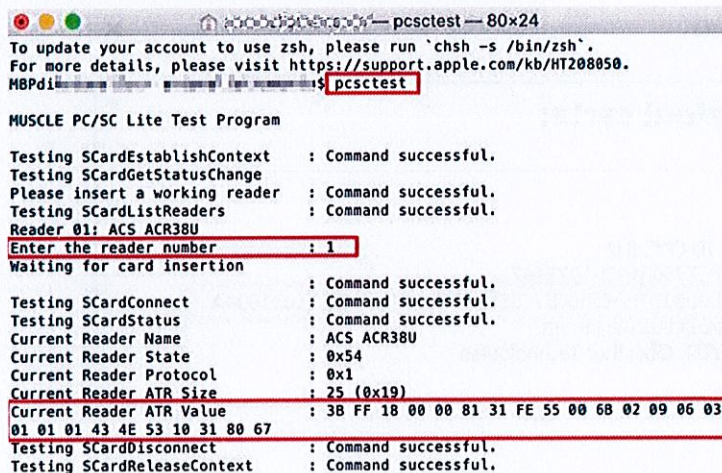 pcsctest — 80×24
To update your account to use zsh, please run `chsh -s /bin/zsh`.
For more details, please visit https://support.apple.com/kb/HT208050.
MBPdi $ pcsctest
MUSCLE PC/SC Lite Test Program
Testing SCardEstablishContext : Command successful.
Testing SCardGetStatusChange
Please insert a working reader : Command successful.
Testing SCardListReaders : Command successful.
Reader 01: ACS ACR38U
Enter the reader number : 1
Waiting for card insertion
: Command successful.
Testing SCardConnect : Command successful.
Testing SCardStatus : Command successful.
Current Reader Name : ACS ACR38U
Current Reader State : 0x54
Current Reader Protocol : 0x1
Current Reader ATR Size : 25 (0x19)
Current Reader ATR Value : 3B FF 18 00 00 81 31 FE 55 00 6B 02 09 06 03
01 01 01 43 4E 53 10 31 80 67
Testing SCardDisconnect : Command successful.
Testing SCardReleaseContext : Command successful.